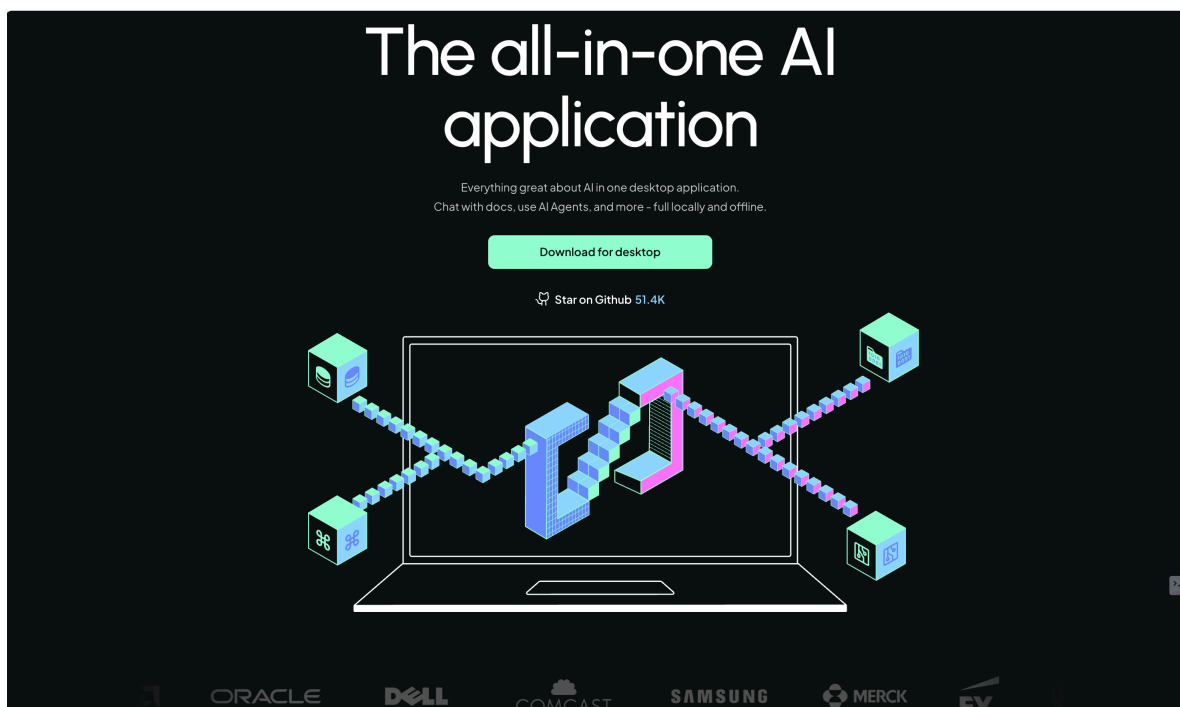 The all-in-one AI
application
Everything great about AI in one desktop application.
Chat with docs, use AI Agents, and more - full locally and offline.
Download for desktop
Star on Github 51.4K
ORACLE DELL COMCAST SAMSUNG MERCK EY